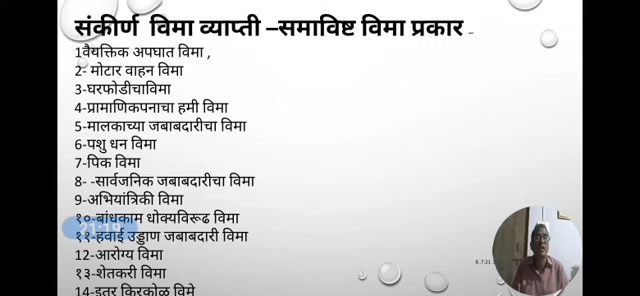 संकीर्ण विमा व्याप्ती –समाविष्ट विमा प्रकार –
1वैयक्तिक अपघात विमा ,
2- मोटार वाहन विमा
3-घरफोडीचाविमा
4-प्रामाणिकपनाचा हमी विमा
5-मालकाच्या जबाबदारीचा विमा
6-पशु धन विमा
7-पिक विमा
8- -सार्वजनिक जबाबदारीचा विमा
9-अभियांत्रिकी विमा
१०-बांधकाम धोक्यविरूढ विमा
21:19
११-हवाई उड्डाण जबाबदारी विमा
12-आरोग्य विमा
१३-शेतकरी विमा
14-इतर किरकोळ विमे